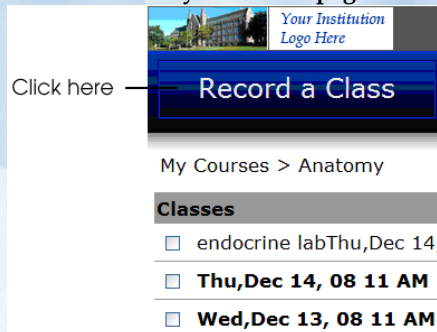 page
Your Institution
Logo Here
Click here
Record a Class
My Courses > Anatomy
Classes
endocrine labThu,Dec 14,
Thu,Dec 14, 08 11 AM
Wed,Dec 13, 08 11 AM